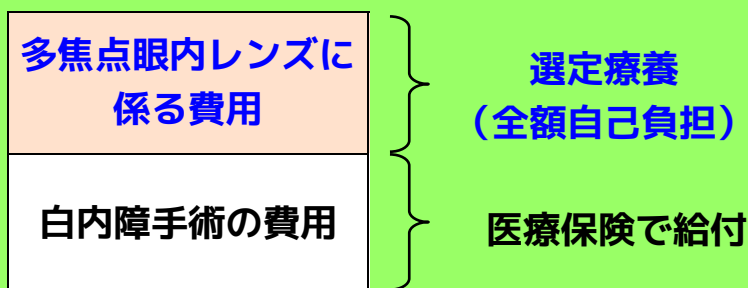 多焦点眼内レンズに
係る費用
選定療養
（全額自己負担）
白内障手術の費用
医療保険で給付